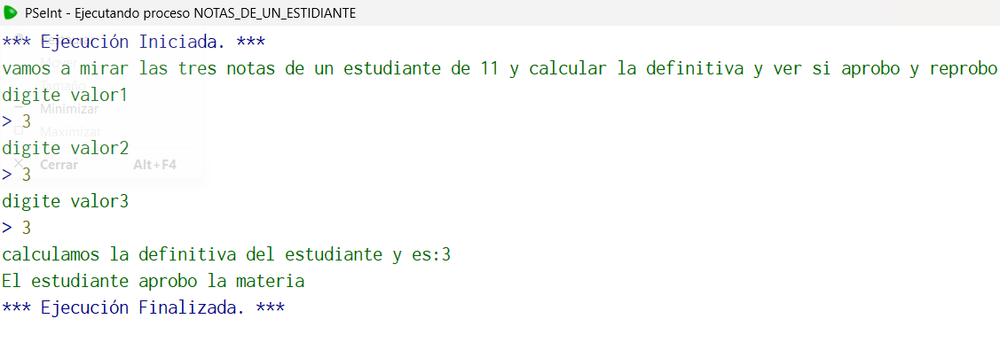 PSeInt - Ejecutando proceso NOTAS_DE_UN_ESTIDIANTE
*** Ejecución Iniciada. ***
vamos a mirar las tres notas de un estudiante de 11 y calcular la definitiva y ver si aprobo y reprobo
digite valor1
Minimizar
> 3
Maximizar
digite valor2
Cerrar Alt+F4
> 3
digite valor3
> 3
calculamos la definitiva del estudiante y es:3
El estudiante aprobo la materia
*** Ejecución Finalizada. ***